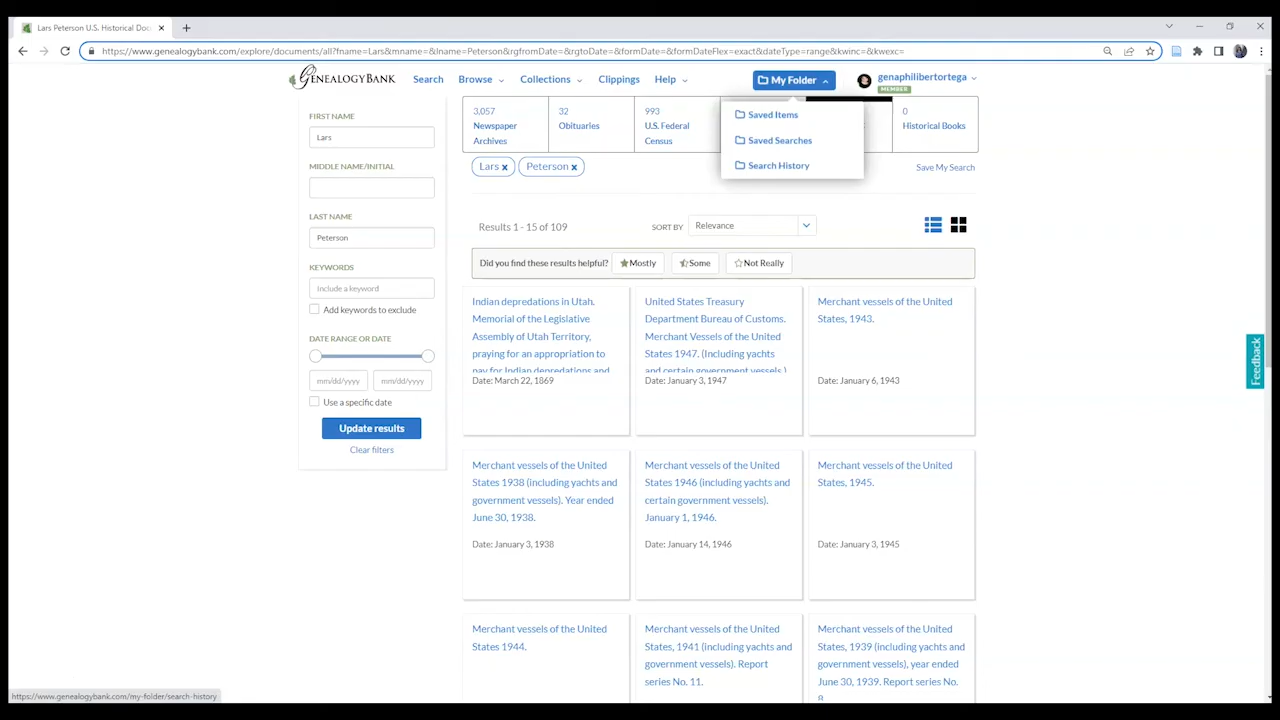 Lars Peterson U.S. Historical Doc
https://www.genealogybank.com/explore/documents/all?fname=Lars&mname=&lname=Peterson&rgfromDate=&rgtoDate=&formDate=&formDateFlex=exact&dateType=range&kwinc=&kwexc=
GENEALOGYBANK
Search
Browse
Collections
Clippings
Help
My Folder
genaphilibertortega
MEMBER
Saved Items
Saved Searches
Search History
3,057
Newspaper
Archives
32
Obituaries
993
U.S. Federal
Census
0
Historical Books
FIRST NAME
Lars
MIDDLE NAME/INITIAL
LAST NAME
Peterson
KEYWORDS
Include a keyword
Add keywords to exclude
DATE RANGE OR DATE
mm/dd/yyyy
mm/dd/yyyy
Use a specific date
Update results
Clear filters
Lars x
Peterson x
Save My Search
Results 1 - 15 of 109
SORT BY
Relevance
Did you find these results helpful?
Mostly
Some
Not Really
Indian depredations in Utah.
Memorial of the Legislative
Assembly of Utah Territory,
praying for an appropriation to
pay for Indian depredations and
Date: March 22, 1869
United States Treasury
Department Bureau of Customs.
Merchant Vessels of the United
States 1947. (Including yachts
and certain government vessels.)
Date: January 3, 1947
Merchant vessels of the United
States, 1943.
Date: January 6, 1943
Merchant vessels of the United
States 1938 (including yachts and
government vessels). Year ended
June 30, 1938.
Date: January 3, 1938
Merchant vessels of the United
States 1946 (including yachts and
certain government vessels).
January 1, 1946.
Date: January 14, 1946
Merchant vessels of the United
States, 1945.
Date: January 3, 1945
Merchant vessels of the United
States 1944.
Merchant vessels of the United
States, 1941 (including yachts and
government vessels). Report
series No. 11.
Merchant vessels of the United
States, 1939 (including yachts and
government vessels), year ended
June 30, 1939. Report series No.
8
Feedback
https://www.genealogybank.com/my-folder/search-history